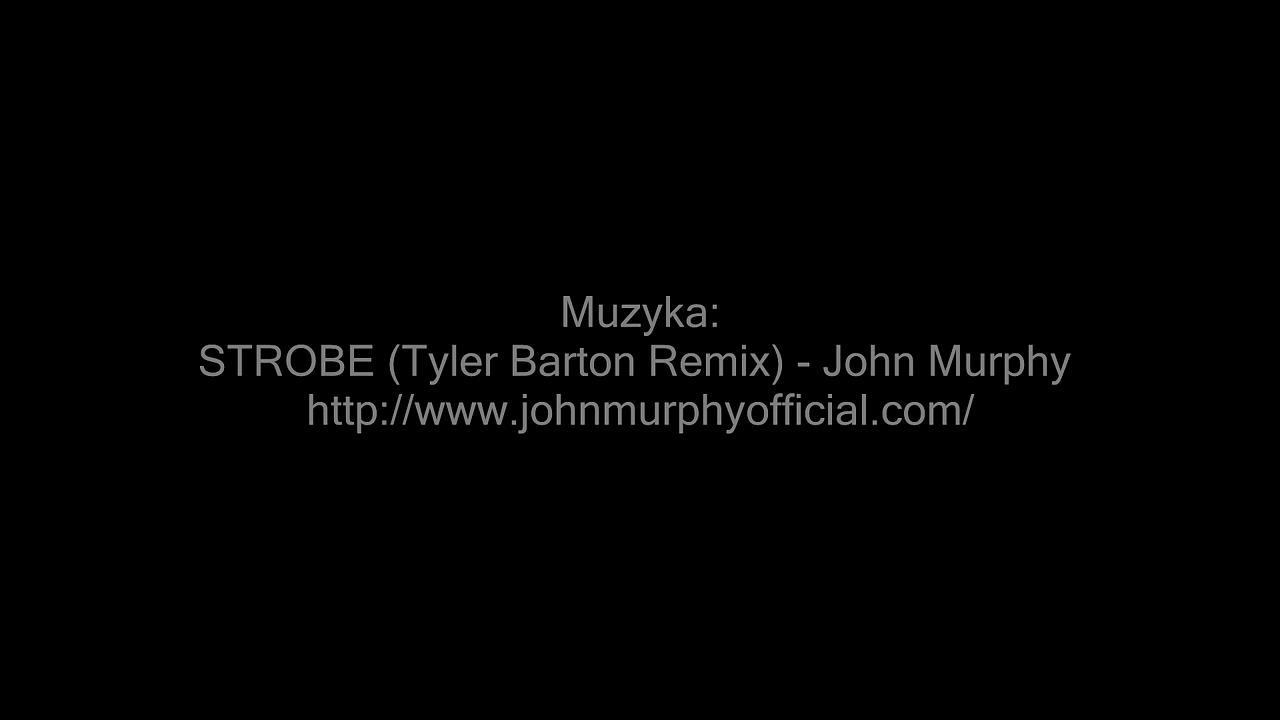 Muzyka:
STROBE (Tyler Barton Remix) - John Murphy
http://www.johnmurphyofficial.com/